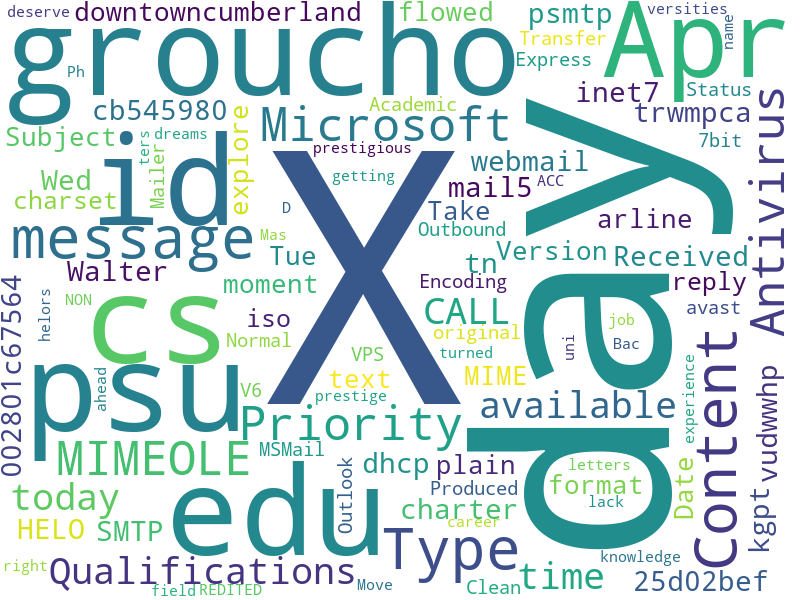 deserve
downtowncumberland
flowed
psmtp
versities
name
groucho
Apr
Transfer
Express
Ph
cb545980
Academic
inet7
Status
Subject
ters
dreams
Microsoft
trwmpca
7bit
id
Mailer
explore
prestigious
webmail
day
Antivirus
Wed
charset
getting
mail5
ACC
D
X
Take
arline
message
Mas
Outbound
Walter
Tue
tn
Version
Received
moment
Encoding
reply
002801c67564
helors
NON
cs
iso
CALL
avast
original
job
Normal
VPS
turned
uni
Bac
psu
ahead
V6
text
MIME
prestige
available
experience
Content
Priority
MIMEOLE
MSMail
dhcp
plain
letters
vudwwhp
today
edu
Outlook
Produced
format
Date
lack
kgpt
HELO
SMTP
charter
career
Type
right
Qualifications
knowledge
field
REDITED
Move
Clean
time
25d02bef